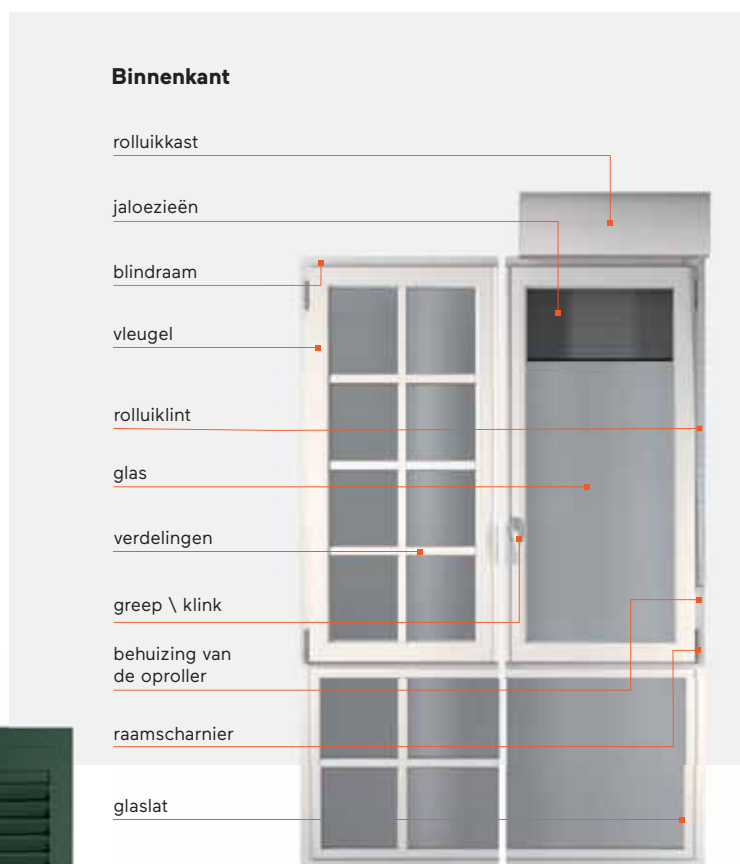 Binnenkant
rolluikkast
jaloezieën
blindraam
vleugel
rolluiklint
glas
verdelingen
greep \ klink
behuizing van
de oproller
raamscharnier
glaslat